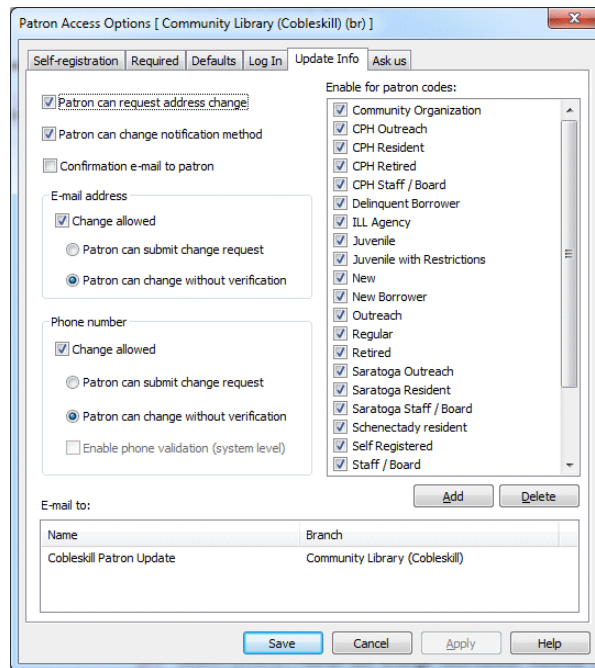 Patron Access Options [ Community Library (Cobleskill) (br) ]
Self-registration Required Defaults Log In Update Info Ask us
Patron can request address change
Patron can change notification method
Confirmation e-mail to patron
E-mail address
Change allowed
Patron can submit change request
Patron can change without verification
Phone number
Change allowed
Patron can submit change request
Patron can change without verification
Enable phone validation (system level)
Enable for patron codes:
Community Organization
CPH Outreach
CPH Resident
CPH Retired
CPH Staff / Board
Delinquent Borrower
ILL Agency
Juvenile
Juvenile with Restrictions
New
New Borrower
Outreach
Regular
Retired
Saratoga Outreach
Saratoga Resident
Saratoga Staff / Board
Schenectady resident
Self Registered
Staff / Board
Add Delete
E-mail to:
Name Branch
Cobleskill Patron Update Community Library (Cobleskill)
Save Cancel Apply Help